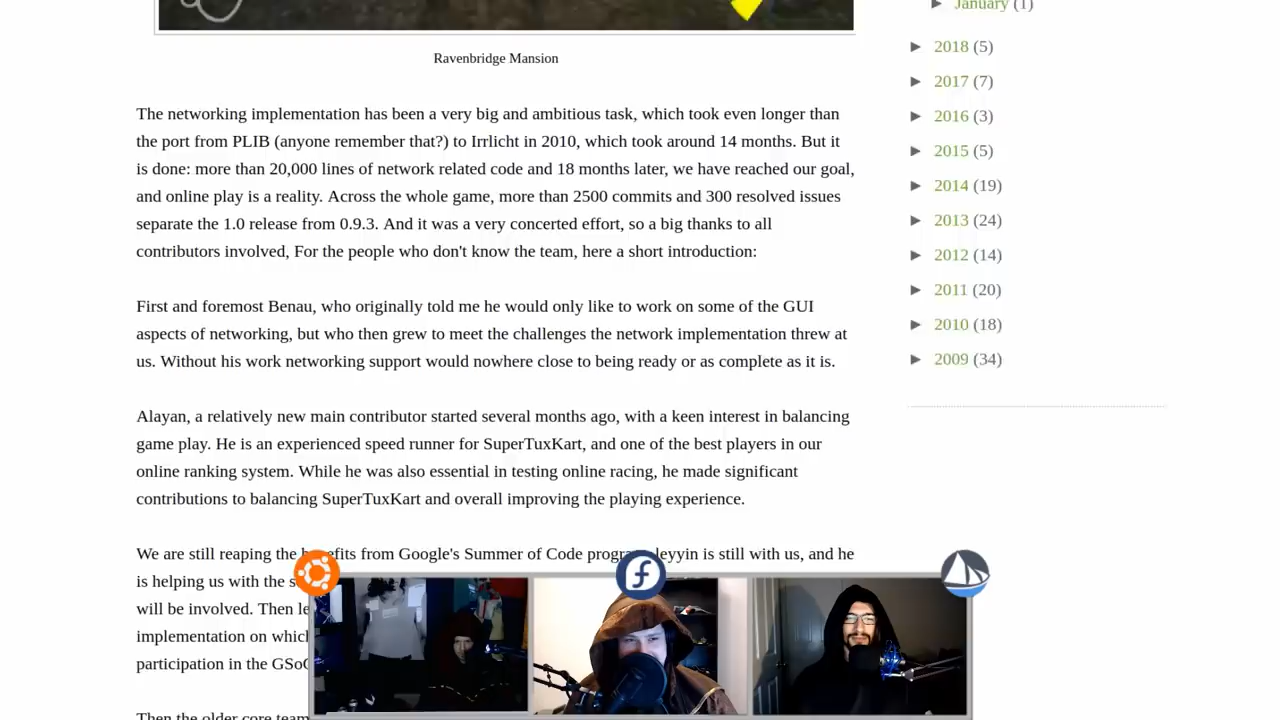 January (1)
Ravenbridge Mansion
The networking implementation has been a very big and ambitious task, which took even longer than
the port from PLIB (anyone remember that?) to Irrlicht in 2010, which took around 14 months. But it
is done: more than 20,000 lines of network related code and 18 months later, we have reached our goal,
and online play is a reality. Across the whole game, more than 2500 commits and 300 resolved issues
separate the 1.0 release from 0.9.3. And it was a very concerted effort, so a big thanks to all
contributors involved, For the people who don't know the team, here a short introduction:
First and foremost Benau, who originally told me he would only like to work on some of the GUI
aspects of networking, but who then grew to meet the challenges the network implementation threw at
us. Without his work networking support would nowhere close to being ready or as complete as it is.
Alayan, a relatively new main contributor started several months ago, with a keen interest in balancing
game play. He is an experienced speed runner for SuperTuxKart, and one of the best players in our
online ranking system. While he was also essential in testing online racing, he made significant
contributions to balancing SuperTuxKart and overall improving the playing experience.
We are still reaping the benefits from Google's Summer of Code leyyin is still with us, and he
is helping us with the
will be involved. Then
implementation on
participation in the
Then the older core team
► 2018 (5)
► 2017 (7)
► 2016 (3)
► 2015 (5)
► 2014 (19)
► 2013 (24)
► 2012 (14)
► 2011 (20)
► 2010 (18)
► 2009 (34)